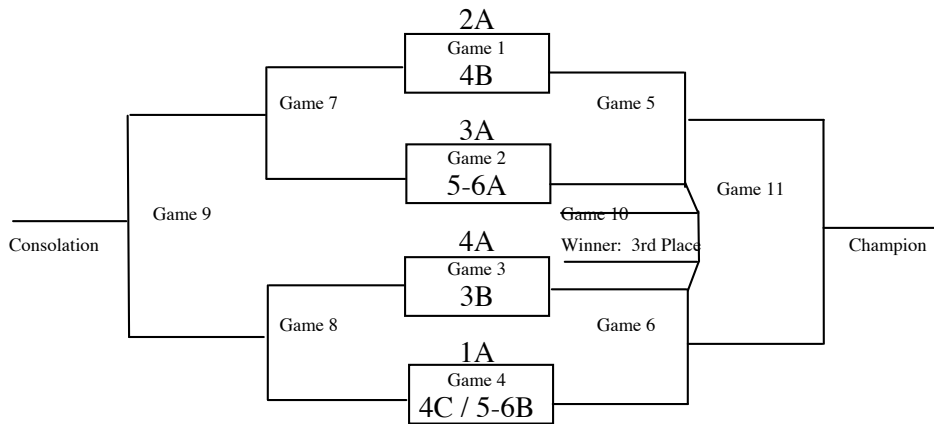 2A
Game 1
4B
Game 7
Game 5
3A
Game 2
5-6A
Game 11
Game 9
Game 10
Consolation
Winner: 3rd Place
Champion
4A
Game 3
3B
Game 8
Game 6
1A
Game 4
4C / 5-6B